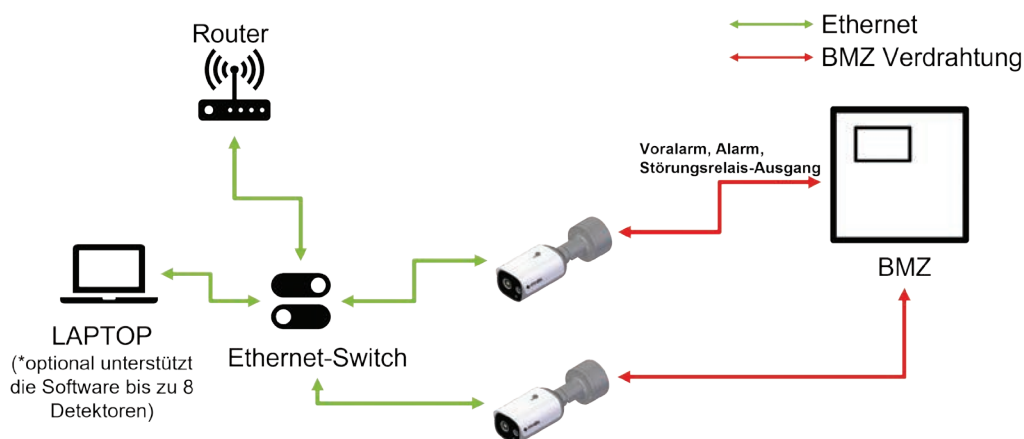 Router
Ethernet
BMZ Verdrahtung
Voralarm, Alarm,
Störungsrelais-Ausgang
BMZ
LAPTOP
(*optional unterstützt
die Software bis zu 8
Detektoren)
Ethernet-Switch